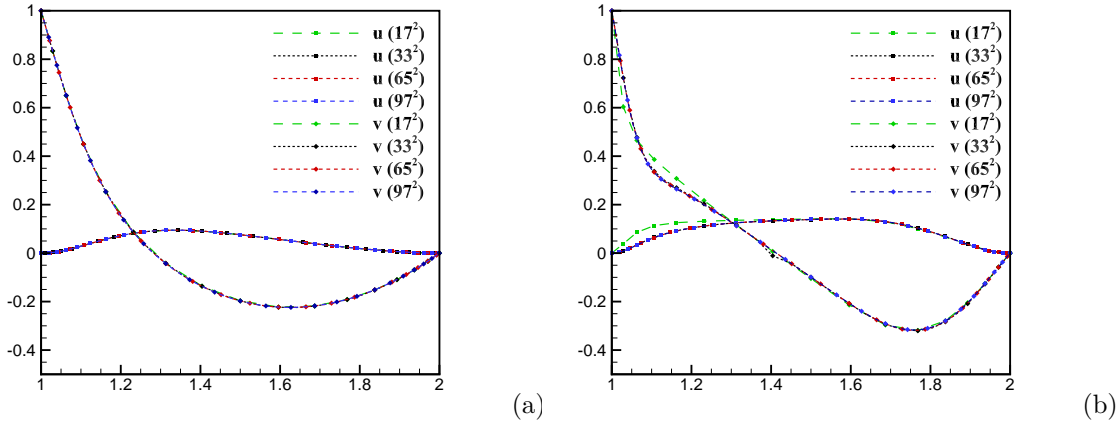 1
0.8
0.6
0.4
0.2
0
-0.2
-0.4
1 1.2 1.4 1.6 1.8 2
u (17²)
u (33²)
u (65²)
u (97²)
v (17²)
v (33²)
v (65²)
v (97²)
(a)
1
0.8
0.6
0.4
0.2
0
-0.2
-0.4
1 1.2 1.4 1.6 1.8 2
u (17²)
u (33²)
u (65²)
u (97²)
v (17²)
v (33²)
v (65²)
v (97²)
(b)